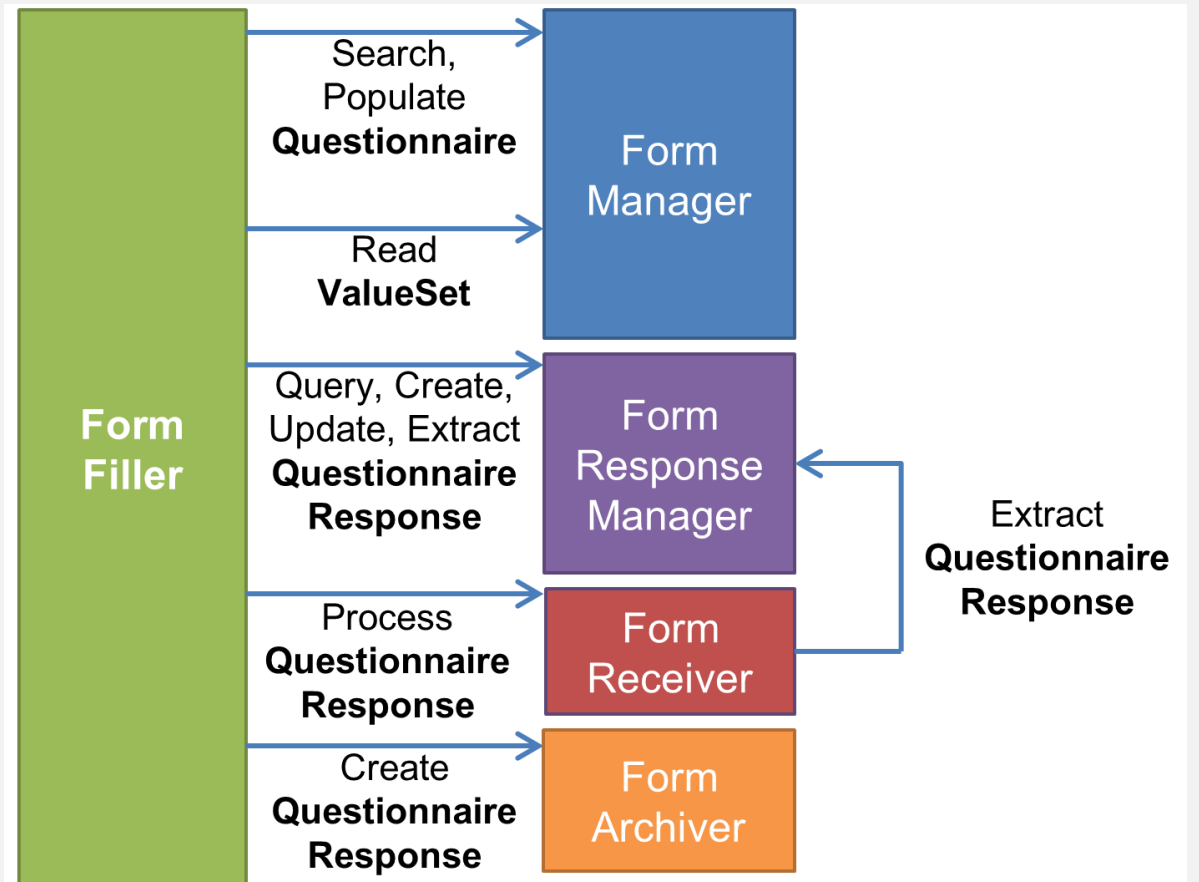 Form
Filler
Search,
Populate
Questionnaire
Read
ValueSet
Query, Create,
Update, Extract
Questionnaire
Response
Process
Questionnaire
Response
Create
Questionnaire
Response
Form
Manager
Form
Response
Manager
Form
Receiver
Form
Archiver
Extract
Questionnaire
Response